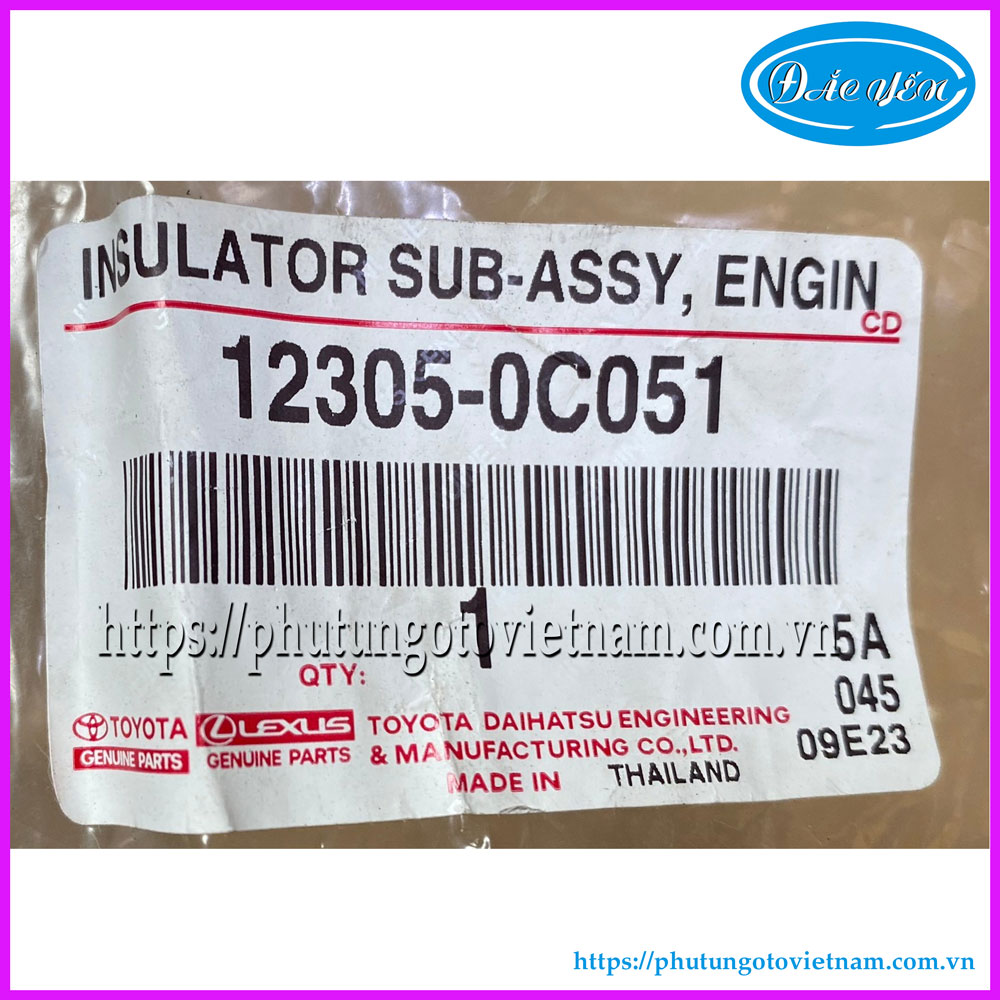 ĐẮC YẾN
INSULATOR SUB-ASSY, ENGIN
CD
12305-0C051
1
https://phutungotovietnam.com.vn
5A
QTY:
045
TOYOTA
GENUINE PARTS
LEXUS
GENUINE PARTS
TOYOTA DAIHATSU ENGINEERING
& MANUFACTURING CO.,LTD.
09E23
MADE IN THAILAND
https://phutungotovietnam.com.vn